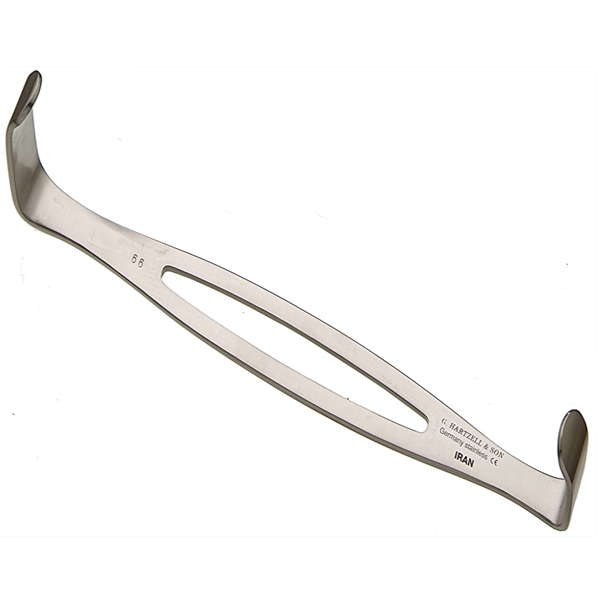 66
G. HARTZELL & SON
Germany stainless CE
IRAN